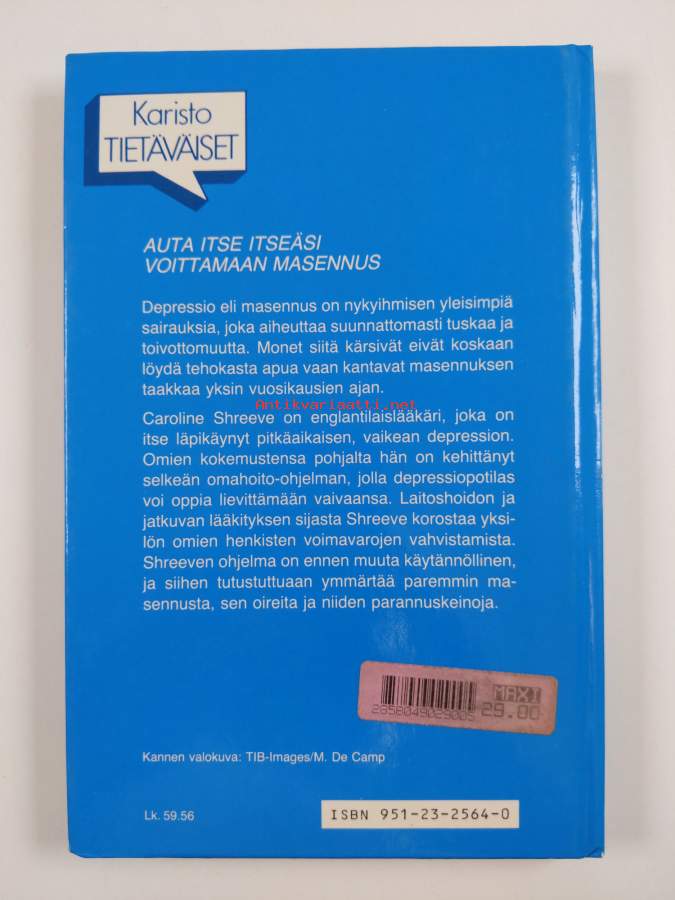 Karisto
TIETÄVÄISET
AUTA ITSE ITSEÄSI
VOITTAMAAN MASENNUS
Depressio eli masennus on nykyihmisen yleisimpiä
sairauksia, joka aiheuttaa suunnattomasti tuskaa ja
toivottomuutta. Monet siitä kärsivät eivät koskaan
löydä tehokasta apua vaan kantavat masennuksen
taakkaa yksin vuosikausien ajan.
Antikvariaatti.net
Caroline Shreeve on englantilaislääkäri, joka on
itse läpikäynyt pitkäaikaisen, vaikean depression.
Omien kokemustensa pohjalta hän on kehittänyt
selkeän omahoito-ohjelman, jolla depressiopotilas
voi oppia lievittämään vaivaansa. Laitoshoidon ja
jatkuvan lääkityksen sijasta Shreeve korostaa yksi-
lön omien henkisten voimavarojen vahvistamista.
Shreeven ohjelma on ennen muuta käytännöllinen,
ja siihen tutustuttuaan ymmärtää paremmin ma-
sennusta, sen oireita ja niiden parannuskeinoja.
MAXI
2858049029005 29.00
Kannen valokuva: TIB-Images/M. De Camp
Lk. 59.56
ISBN 951-23-2564-0